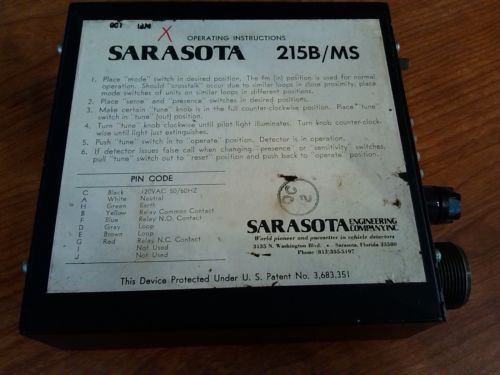 X
OPERATING INSTRUCTIONS
SARASOTA 215B/MS
1. Place "mode" switch in desired position. The fm (in) position is used for normal
operation. Should "crosstalk" occur due to similar loops in close proximity, place
mode switches of units on similar loops in different positions.
2. Place "sense" and "presence" switches in desired positions.
3. Make certain "tune" knob is in the full counter-clockwise position. Place "tune"
switch in "tune" (out) position.
4. Turn "tune" knob clockwise until pilot light illuminates. Turn knob counter-clock-
wise until light just extinguishes.
5. Push "tune" switch in to "operate" position. Detector is in operation.
6. If detector issues false call when changing "presence" or "sensitivity" switches,
pull "tune" switch out to "reset" position and push back to "operate" position.
PIN CODE
C Black 120VAC 50/60HZ
A White Neutral
H Green Earth
B Yellow Relay Common Contact
F Blue Relay N.O. Contact
D Gray Loop
E Brown Loop
G Red Relay N.C. Contact
I Not Used
J Not Used
SARASOTA ENGINEERING
COMPANY, INC
World pioneer and pacesetter in vehicle detectors
3135 N. Washington Blvd. • Sarasota, Florida 33580
Phone (813) 355-5197
This Device Protected Under U. S. Patent No. 3,683,351